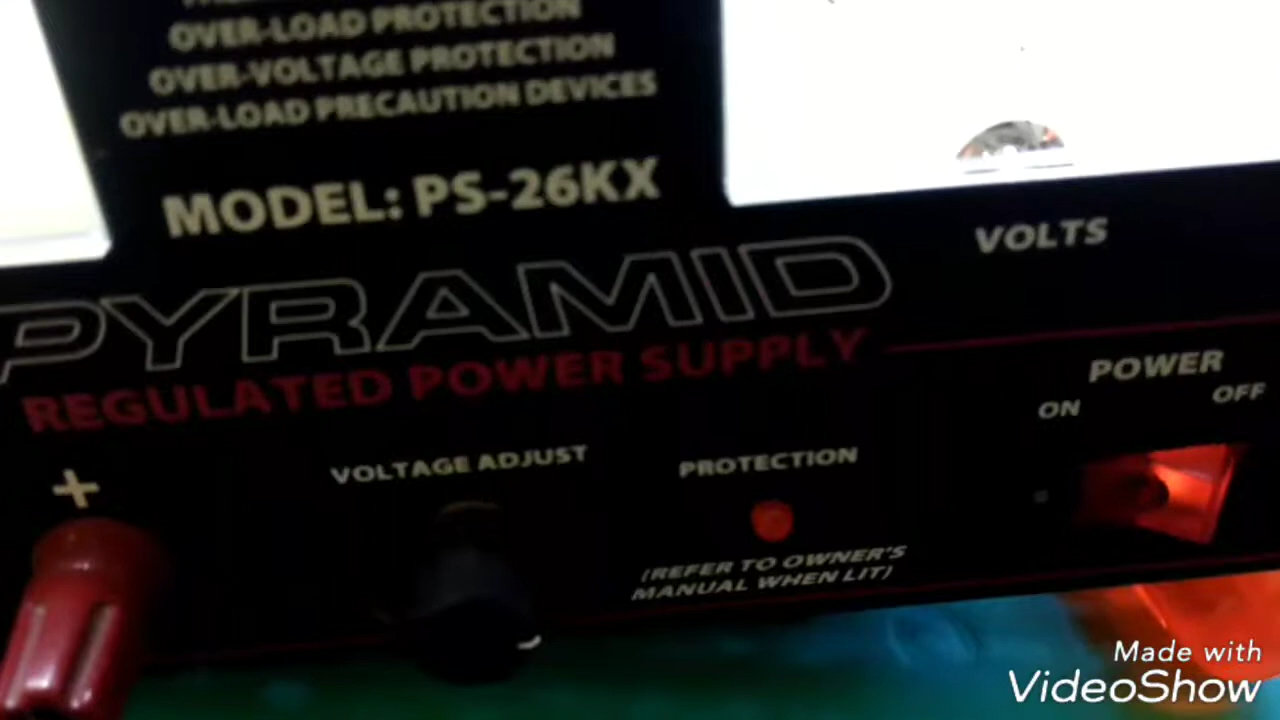 OVER-LOAD PROTECTION
OVER-VOLTAGE PROTECTION
OVER-LOAD PRECAUTION DEVICES
MODEL: PS-26KX
VOLTS
PYRAMID
REGULATED POWER SUPPLY
POWER
ON OFF
+
VOLTAGE ADJUST
PROTECTION
(REFER TO OWNER'S
MANUAL WHEN LIT)
Made with
VideoShow